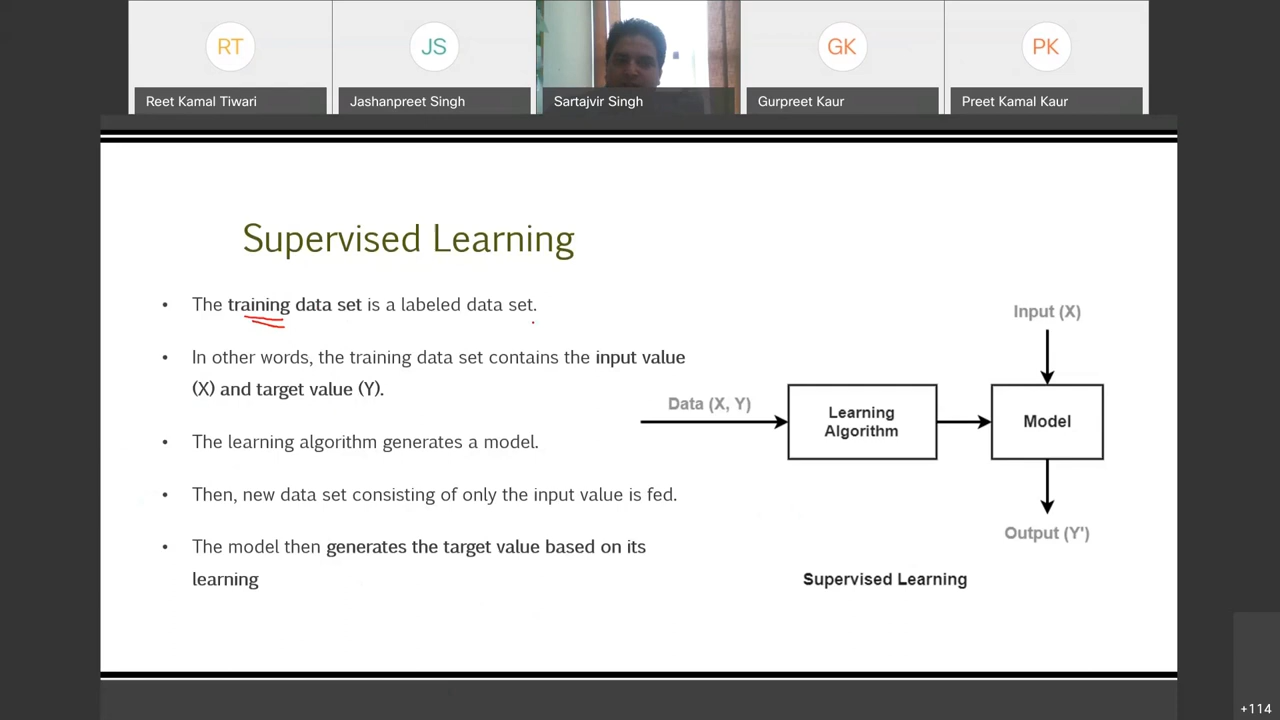 RT
JS
GK
PK
Reet Kamal Tiwari
Jashanpreet Singh
Sartajvir Singh
Gurpreet Kaur
Preet Kamal Kaur
Supervised Learning
• The training data set is a labeled data set.
• In other words, the training data set contains the input value
(X) and target value (Y).
• The learning algorithm generates a model.
• Then, new data set consisting of only the input value is fed.
• The model then generates the target value based on its
learning
Input (X)
Data (X, Y)
Learning
Algorithm
Model
Output (Y')
Supervised Learning
+114